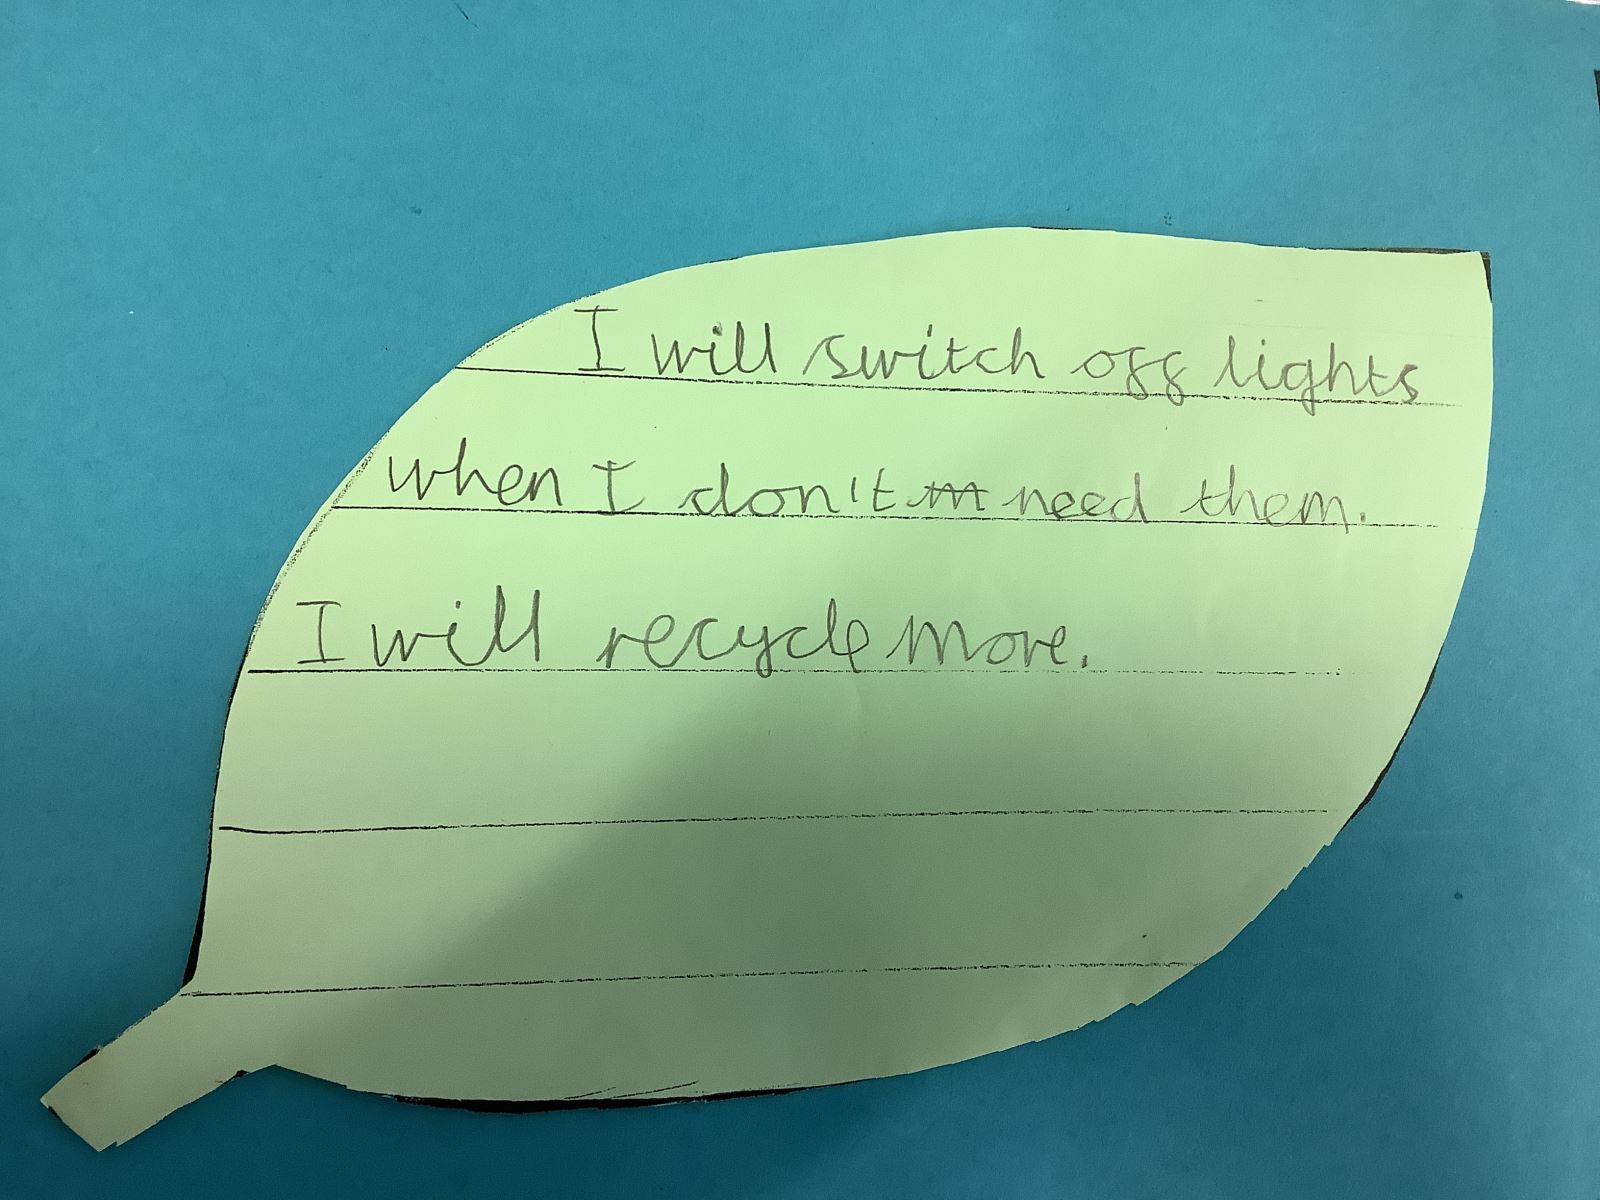 I will switch off lights
when I don't need them.
I will recycle more.